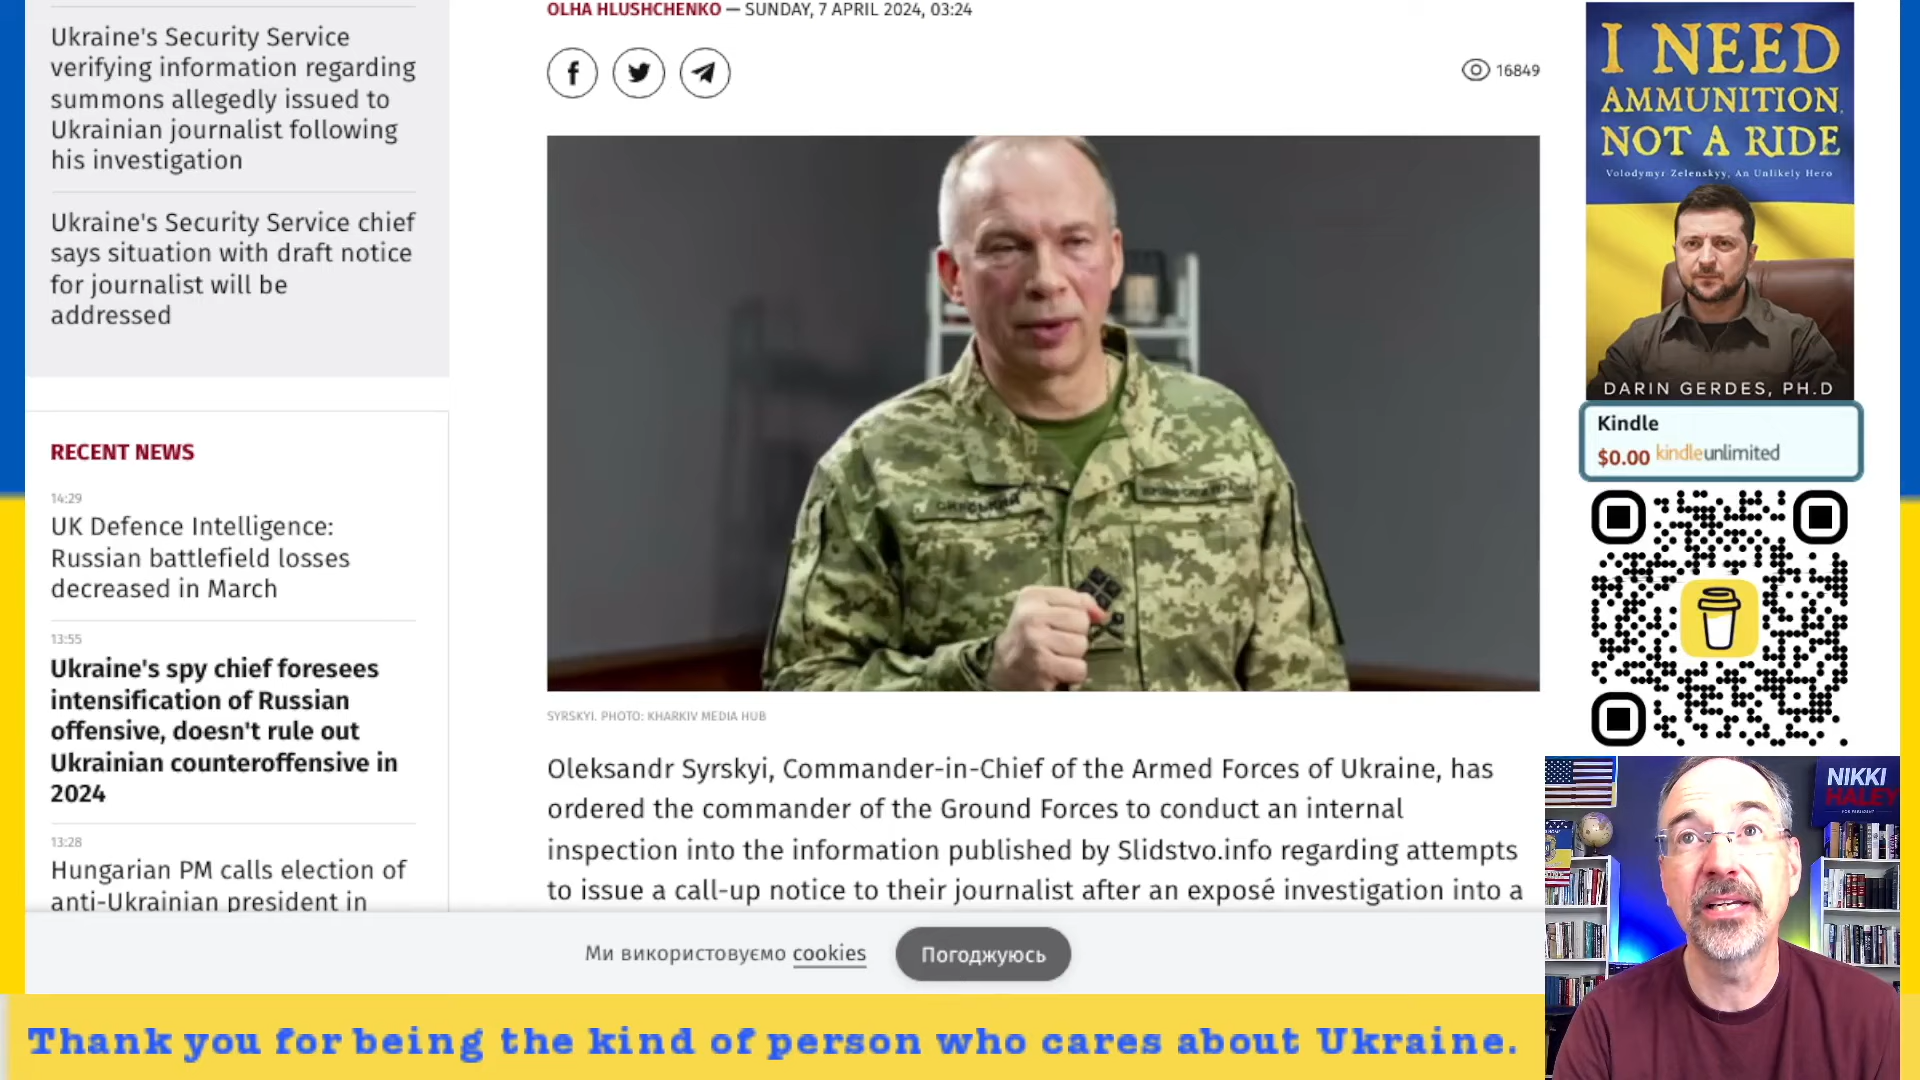 Ukraine's Security Service
verifying information regarding
summons allegedly issued to
Ukrainian journalist following
his investigation
Ukraine's Security Service chief
says situation with draft notice
for journalist will be
addressed
RECENT NEWS
14:29
UK Defence Intelligence:
Russian battlefield losses
decreased in March
13:55
Ukraine's spy chief foresees
intensification of Russian
offensive, doesn't rule out
Ukrainian counteroffensive in
2024
13:28
Hungarian PM calls election of
anti-Ukrainian president in
OLHA HLUSHCHENKO — SUNDAY, 7 APRIL 2024, 03:24
16849
СИРСЬКИЙ
SYRSKYI. PHOTO: KHARKIV MEDIA HUB
Oleksandr Syrskyi, Commander-in-Chief of the Armed Forces of Ukraine, has
ordered the commander of the Ground Forces to conduct an internal
inspection into the information published by Slidstvo.info regarding attempts
to issue a call-up notice to their journalist after an exposé investigation into a
Ми використовуємо cookies
Погоджуюсь
I NEED
AMMUNITION,
NOT A RIDE
Volodymyr Zelenskyy, An Unlikely Hero
DARIN GERDES, PH.D
Kindle
$0.00 kindleunlimited
NIKKI
HALEY
FOR PRESIDENT
Thank you for being the kind of person who cares about Ukraine.